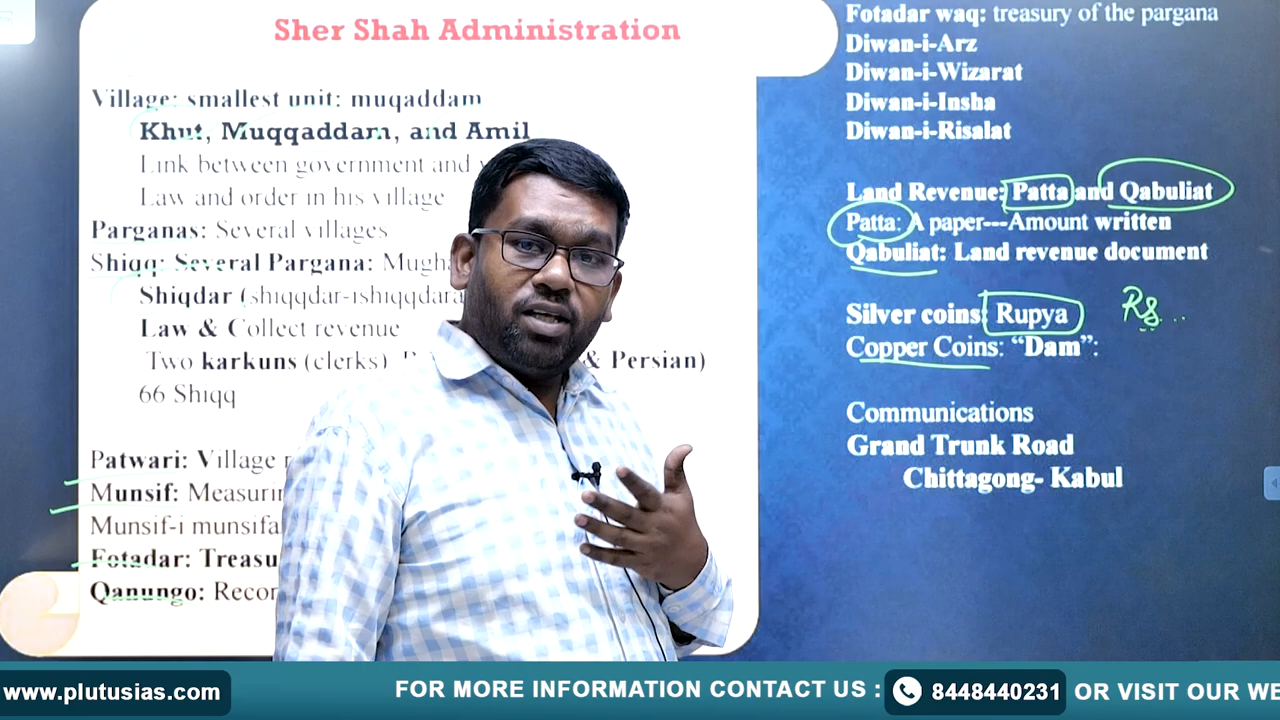 Sher Shah Administration
Village: smallest unit: muqaddam
Khut, Muqqaddam, and Amil
Link between government and
Law and order in his village
Parganas: Several villages
Shiqq: Several Pargana:
Shiqdar (shiqqdar-ishiqqdara
Law & Collect revenue
Two karkuns (clerks) & Persian)
66 Shiqq
Patwari: Village
Munsif:
Munsif-i munsifa
Fotadar:
Qanungo:
Fotadar waq: treasury of the pargana
Diwan-i-Arz
Diwan-i-Wizarat
Diwan-i-Insha
Diwan-i-Risalat
Land Revenue: Patta and Qabuliat
Patta: A paper---Amount written
Qabuliat: Land revenue document
Silver coins: Rupya Rs...
Copper Coins: “Dam”:
Communications
Grand Trunk Road
Chittagong- Kabul
www.plutusias.com
FOR MORE INFORMATION CONTACT US : 8448440231 OR VISIT OUR WE